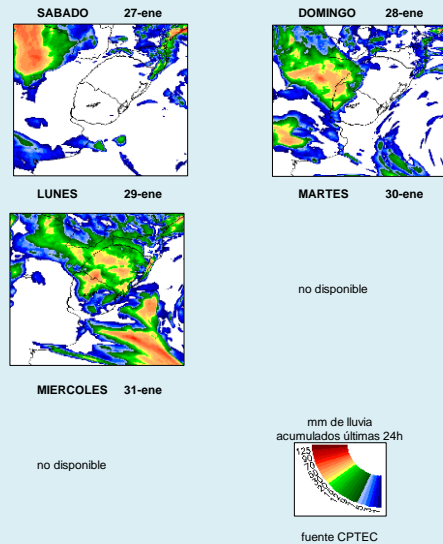 SABADO 27-ene
DOMINGO 28-ene
LUNES 29-ene
MARTES 30-ene
no disponible
MIERCOLES 31-ene
no disponible
mm de lluvia
acumulados últimas 24h
125
fuente CPTEC